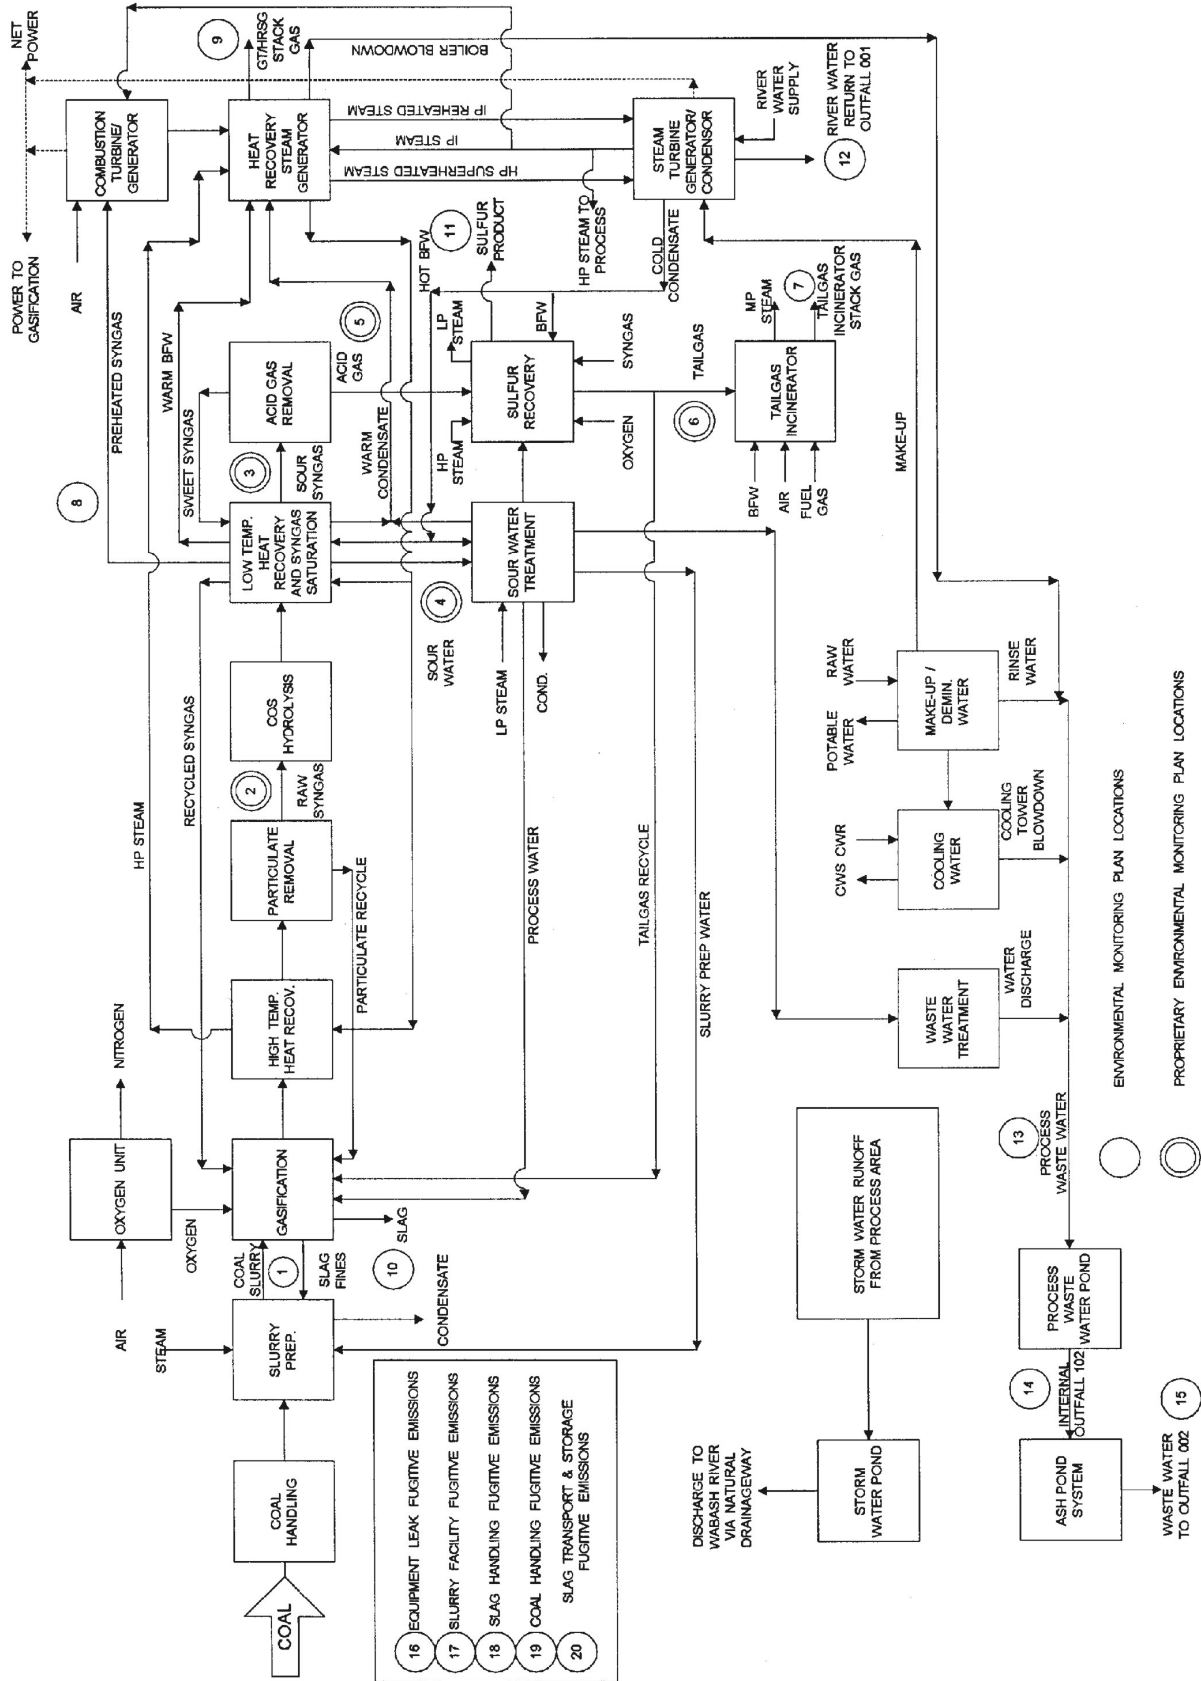 COAL
COAL
HANDLING
STEAM
SLURRY
PREP.
COAL
SLURRY
1
SLAG
FINES
CONDENSATE
AIR
OXYGEN UNIT
NITROGEN
OXYGEN
GASIFICATION
10
SLAG
HIGH TEMP.
HEAT RECOV.
HP STEAM
PARTICULATE
REMOVAL
PARTICULATE RECYCLE
2
RAW
SYNGAS
RECYCLED SYNGAS
COS
HYDROLYSIS
LOW TEMP.
HEAT
RECOVERY
AND SYNGAS
SATURATION
8
PREHEATED SYNGAS
SWEET SYNGAS
WARM BFW
3
SOUR
SYNGAS
ACID GAS
REMOVAL
ACID
GAS
5
WARM
CONDENSATE
HOT BFW
POWER TO
GASIFICATION
NET
POWER
AIR
COMBUSTION
TURBINE/
GENERATOR
HEAT
RECOVERY
STEAM
GENERATOR
9
GT/HRSG
STACK
GAS
BOILER BLOWDOWN
IP REHEATED STEAM
IP STEAM
HP SUPERHEATED STEAM
HP STEAM TO
PROCESS
STEAM
TURBINE
GENERATOR/
CONDENSOR
RIVER
WATER
SUPPLY
12
RIVER WATER
RETURN TO
OUTFALL 001
COLD
CONDENSATE
4
SOUR
WATER
LP STEAM
COND.
SOUR WATER
TREATMENT
HP
STEAM
LP
STEAM
11
SULFUR
PRODUCT
BFW
SULFUR
RECOVERY
OXYGEN
SYNGAS
6
TAILGAS
BFW
AIR
FUEL
GAS
TAILGAS
INCINERATOR
MP
STEAM
7
TAILGAS
INCINERATOR
STACK GAS
PROCESS WATER
TAILGAS RECYCLE
SLURRY PREP WATER
MAKE-UP
POTABLE
WATER
RAW
WATER
MAKE-UP /
DEMIN.
WATER
RINSE
WATER
CWS CWR
COOLING
WATER
COOLING
TOWER
BLOWDOWN
WASTE
WATER
TREATMENT
WATER
DISCHARGE
13
PROCESS
WASTE WATER
STORM WATER RUNOFF
FROM PROCESS AREA
STORM
WATER POND
DISCHARGE TO
WABASH RIVER
VIA NATURAL
DRAINAGEWAY
PROCESS
WASTE
WATER POND
14
INTERNAL
OUTFALL 102
ASH POND
SYSTEM
WASTE WATER
TO OUTFALL 002
15
16 EQUIPMENT LEAK FUGITIVE EMISSIONS
17 SLURRY FACILITY FUGITIVE EMISSIONS
18 SLAG HANDLING FUGITIVE EMISSIONS
19 COAL HANDLING FUGITIVE EMISSIONS
20 SLAG TRANSPORT & STORAGE
FUGITIVE EMISSIONS
ENVIRONMENTAL MONITORING PLAN LOCATIONS
PROPRIETARY ENVIRONMENTAL MONITORING PLAN LOCATIONS